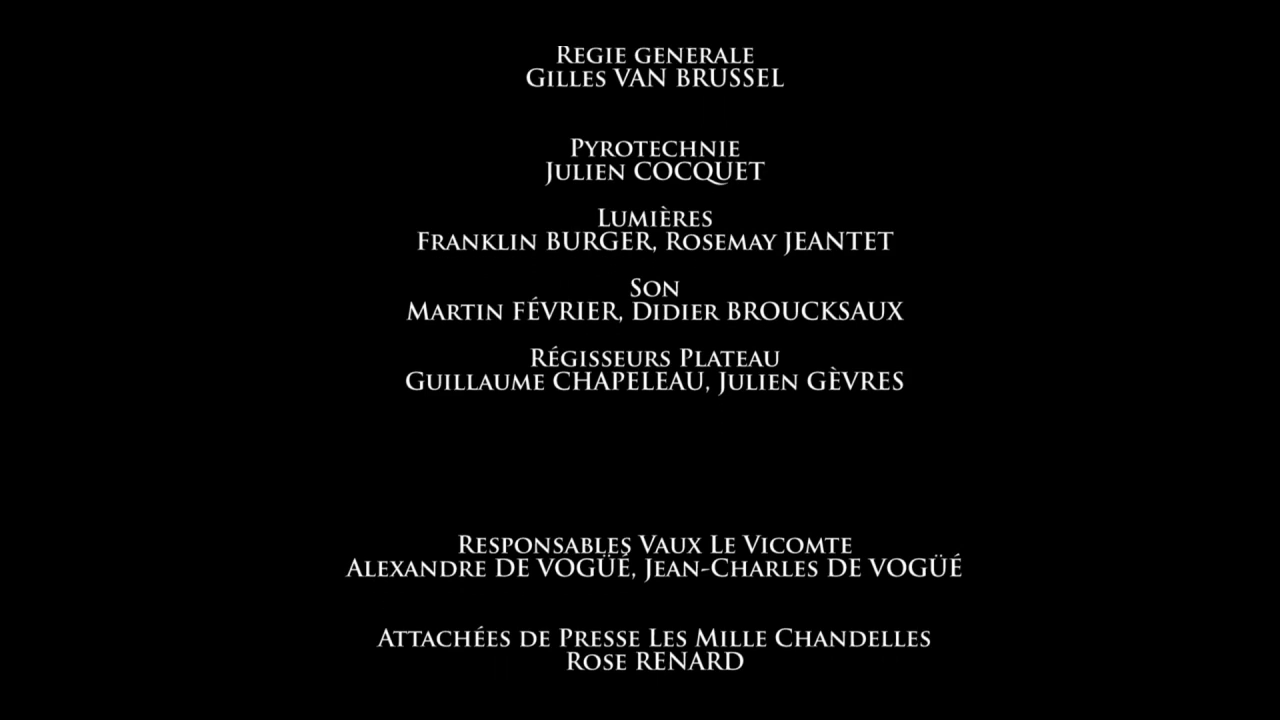 Regie generale
Gilles VAN BRUSSEL
Pyrotechnie
Julien COCQUET
Lumières
Franklin BURGER, Rosemay JEANTET
Son
Martin FÉVRIER, Didier BROUCKSAUX
Régisseurs Plateau
Guillaume CHAPELEAU, Julien GÈVRES
Responsables Vaux Le Vicomte
Alexandre DE VOGÜÉ, Jean-Charles DE VOGÜÉ
Attachées de Presse Les Mille Chandelles
Rose RENARD